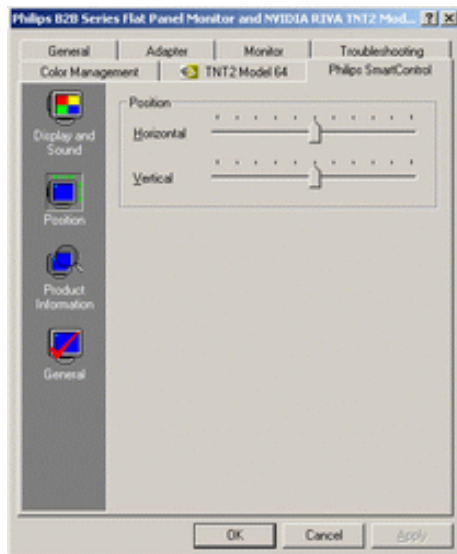 Philips B2B Series Flat Panel Monitor and NVIDIA RIVA TNT2 Mod...
General Adapter Monitor Troubleshooting
Color Management TNT2 Model 64 Philips SmartControl
Display and
Sound
Position
Product
Information
General
Position
Horizontal
Vertical
OK Cancel Apply